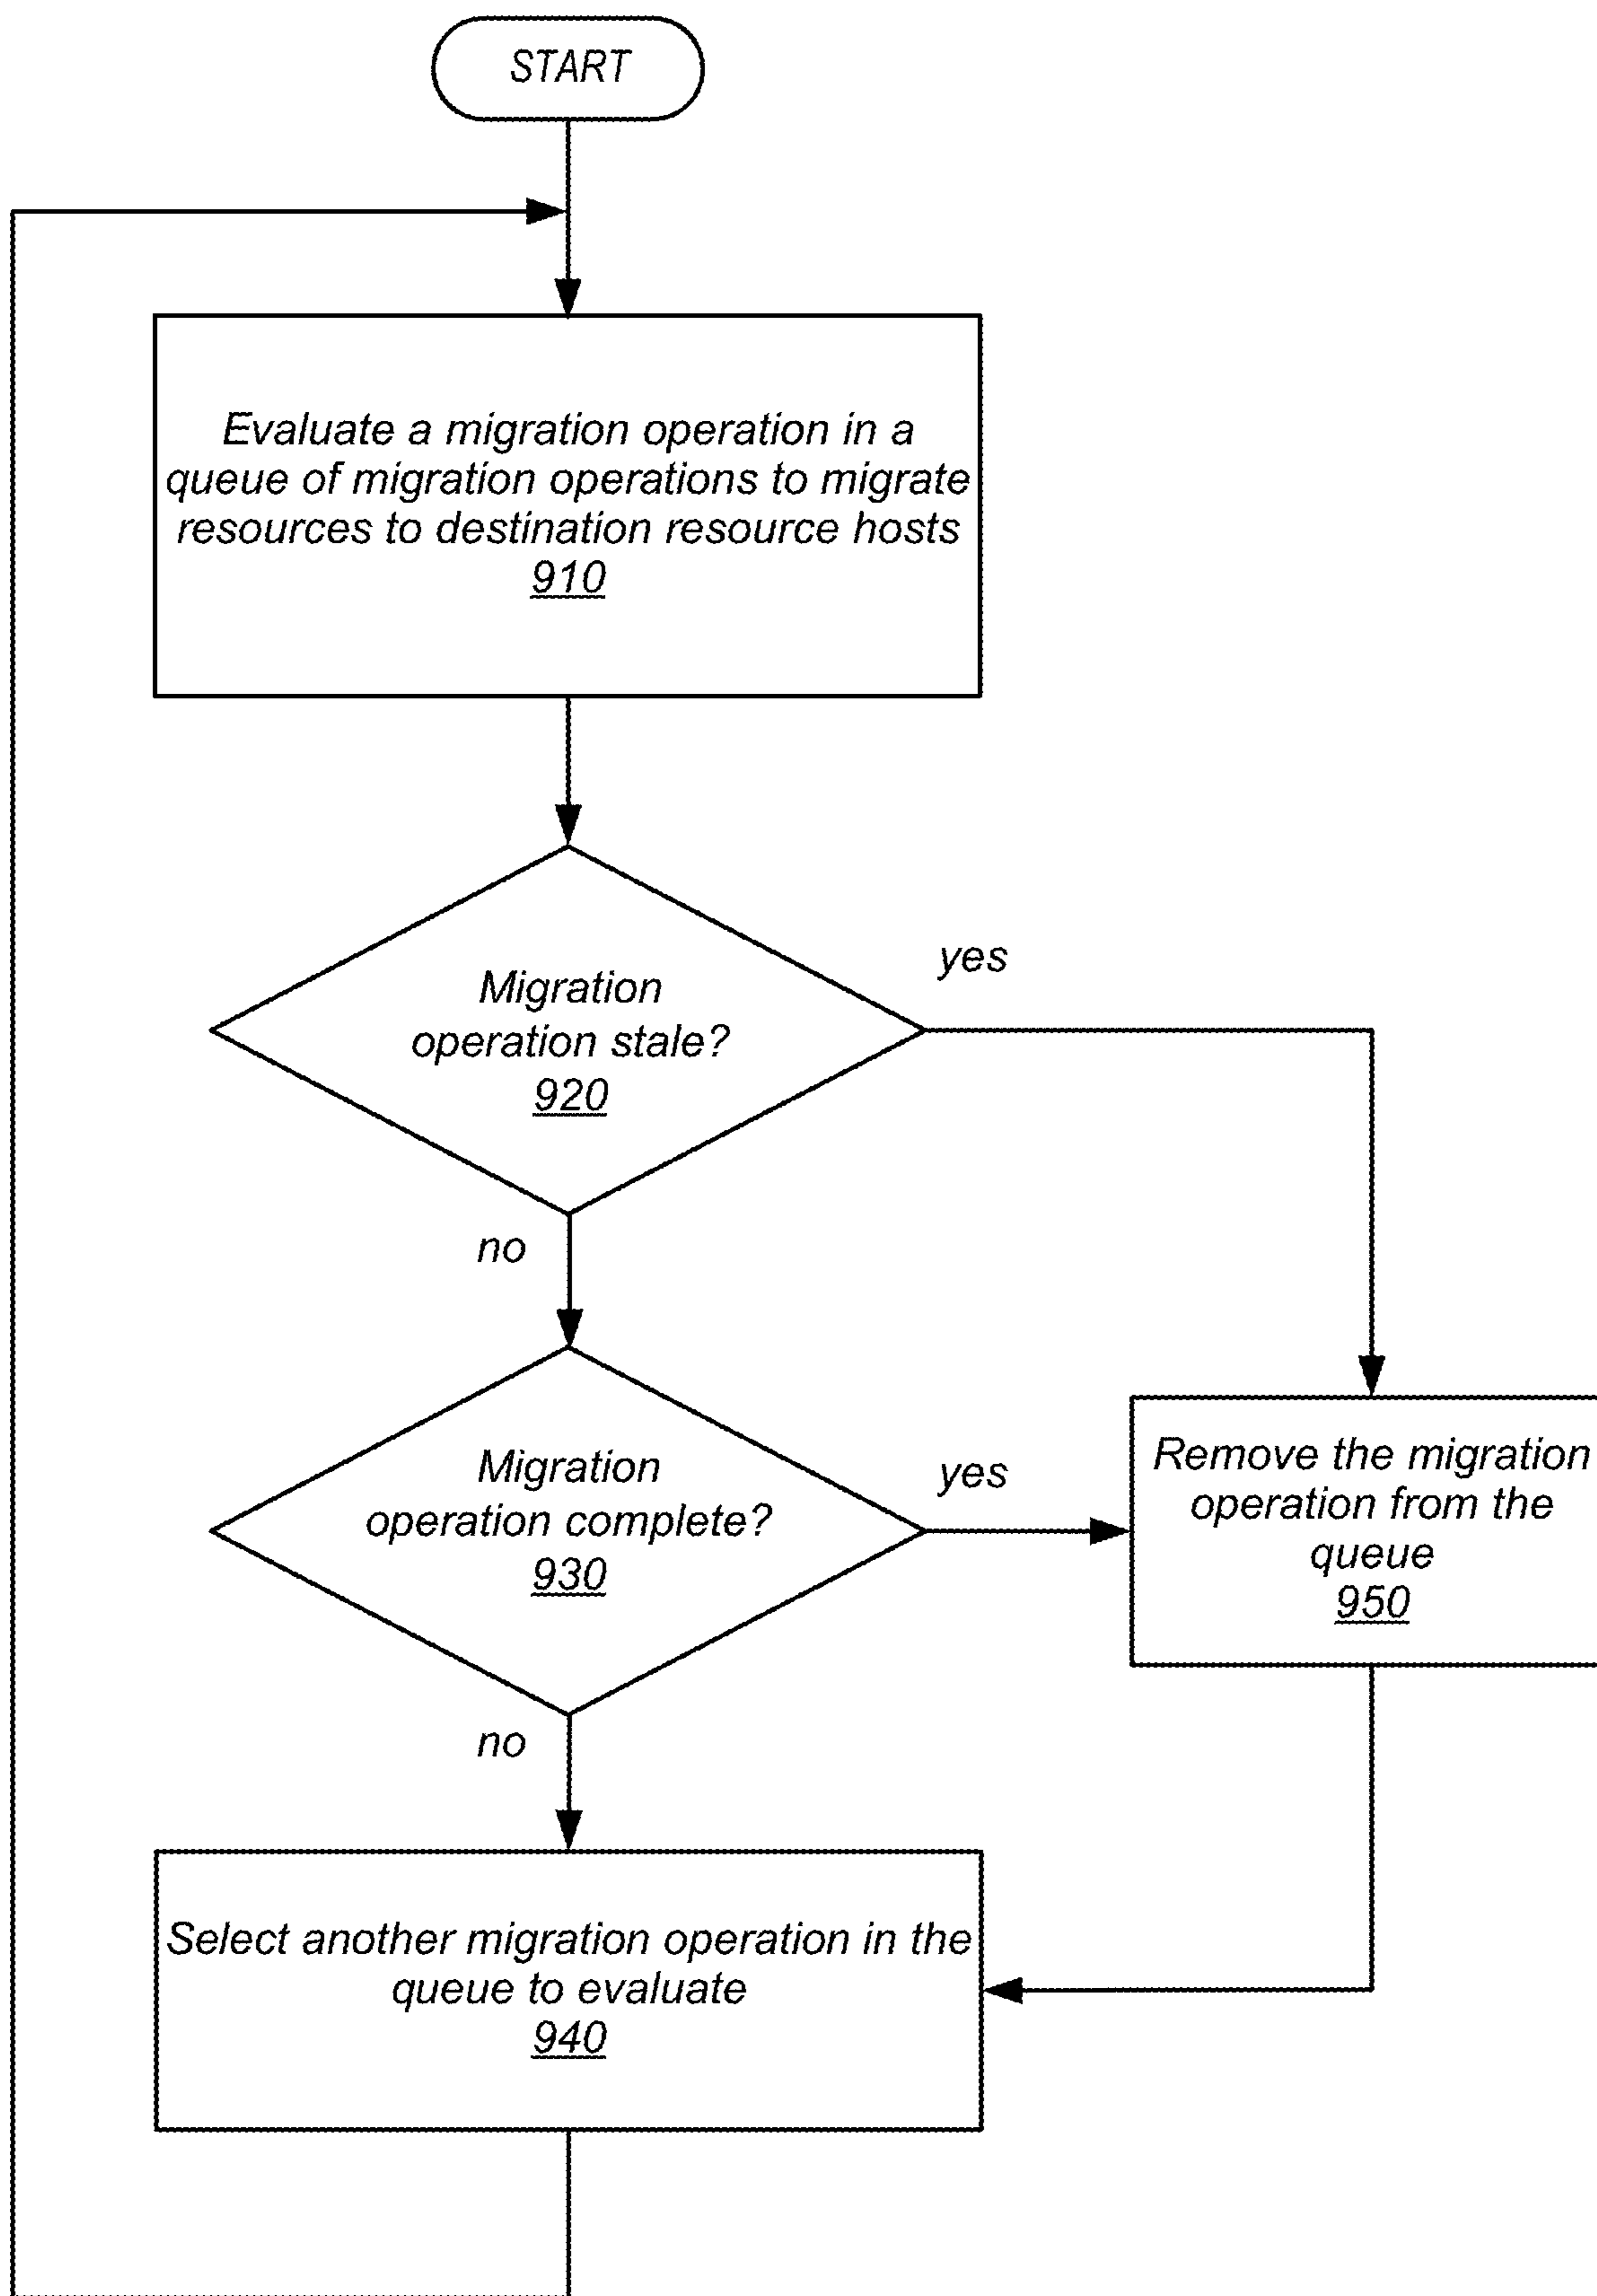 START
Evaluate a migration operation in a
queue of migration operations to migrate
resources to destination resource hosts
910
Migration
operation stale?
920
yes
no
Migration
operation complete?
930
yes
no
Remove the migration
operation from the
queue
950
Select another migration operation in the
queue to evaluate
940